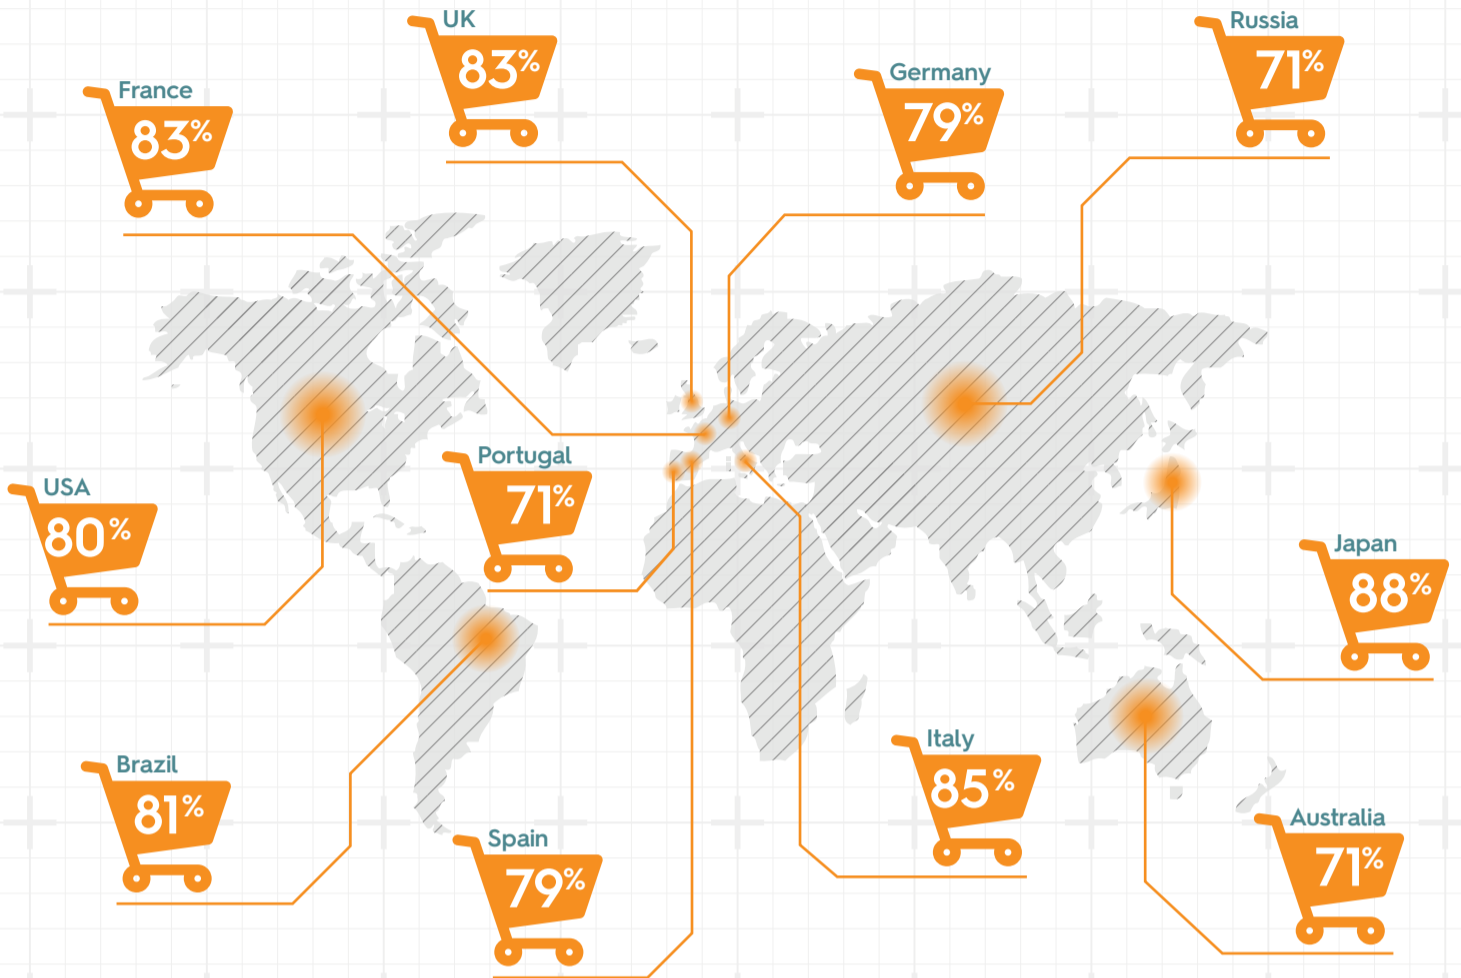 UK
83%
Russia
71%
Germany
79%
France
83%
Portugal
71%
USA
80%
Japan
88%
Italy
85%
Brazil
81%
Australia
71%
Spain
79%